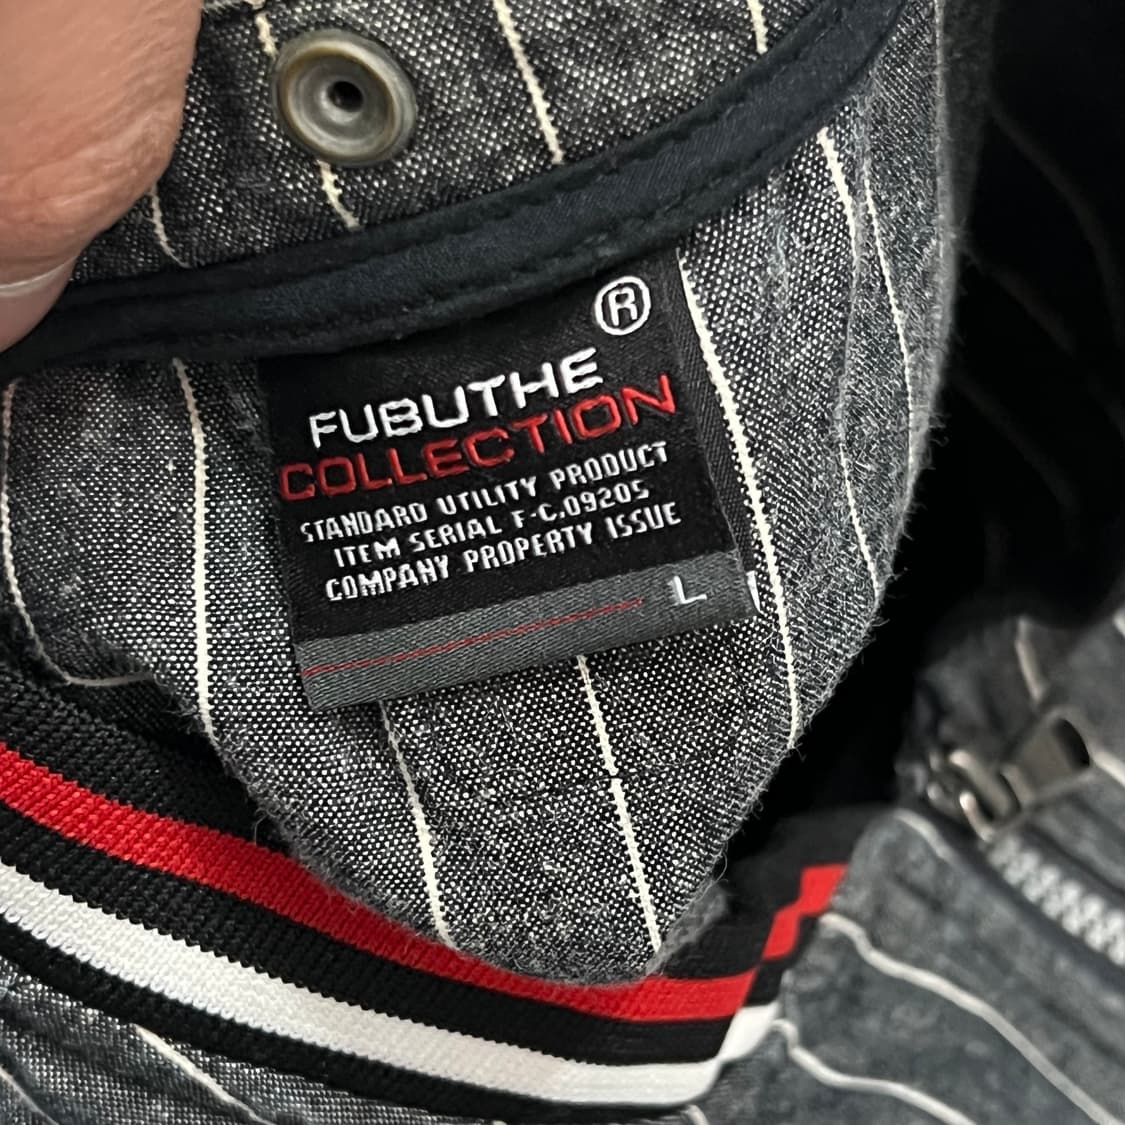 ®
FUBUTHE
COLLECTION
STANDARD UTILITY PRODUCT
ITEM SERIAL F-C.09205
COMPANY PROPERTY ISSUE
L